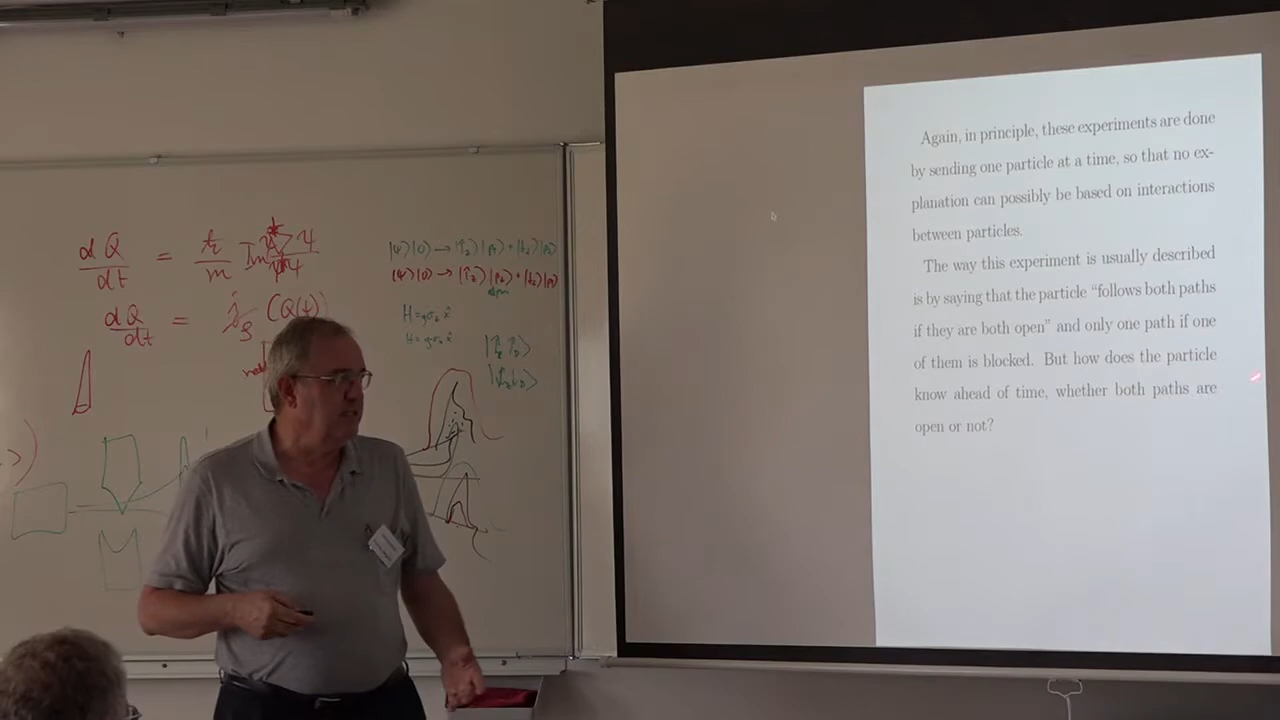 dQ/dt = ħ/m Im ψ*∇ψ/ψ*ψ
dQ/dt = j/ρ (Q(t))
|ψ⟩|0⟩ → |↑z⟩|p↑⟩ + |↓z⟩|p↓⟩
|ψ⟩|0⟩ → |↑z⟩|p↓⟩ + |↓z⟩|p↑⟩
H = gσz x̂
H = -gσz x̂
Again, in principle, these experiments are done
by sending one particle at a time, so that no ex-
planation can possibly be based on interactions
between particles.
The way this experiment is usually described
is by saying that the particle “follows both paths
if they are both open” and only one path if one
of them is blocked. But how does the particle
know ahead of time, whether both paths are
open or not?